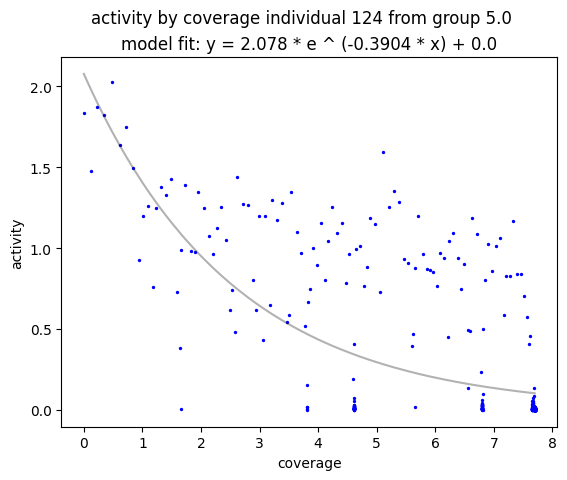 activity by coverage individual 124 from group 5.0
model fit: y = 2.078 * e ^ (-0.3904 * x) + 0.0
2.0
1.5
1.0
0.5
0.0
activity
0 1 2 3 4 5 6 7 8
coverage